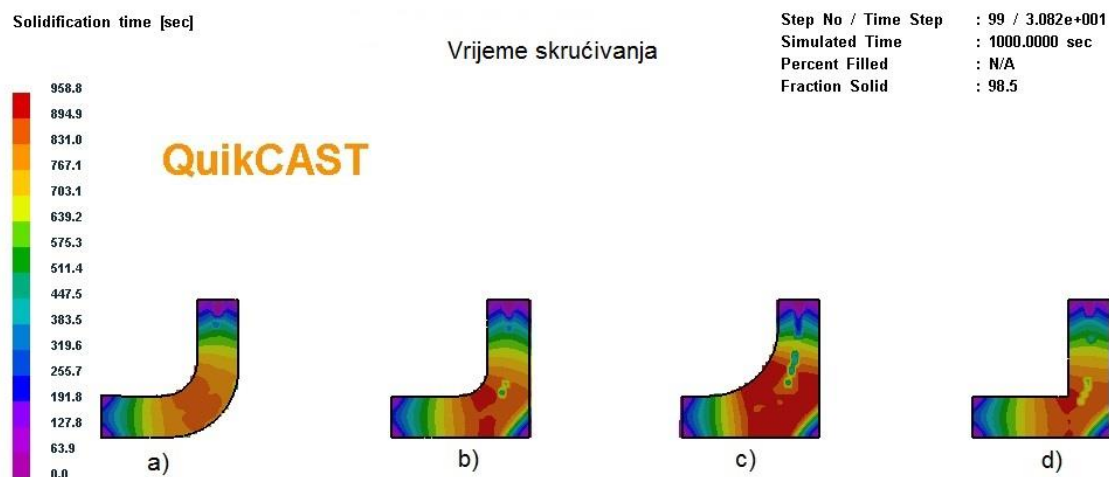 Solidification time [sec]
Vrijeme skrućivanja
Step No / Time Step : 99 / 3.082e+001
Simulated Time : 1000.0000 sec
Percent Filled : N/A
Fraction Solid : 98.5
958.8
894.9
831.0
767.1
703.1
639.2
575.3
511.4
447.5
383.5
319.6
255.7
191.8
127.8
63.9
0.0
QuikCAST
a)
b)
c)
d)